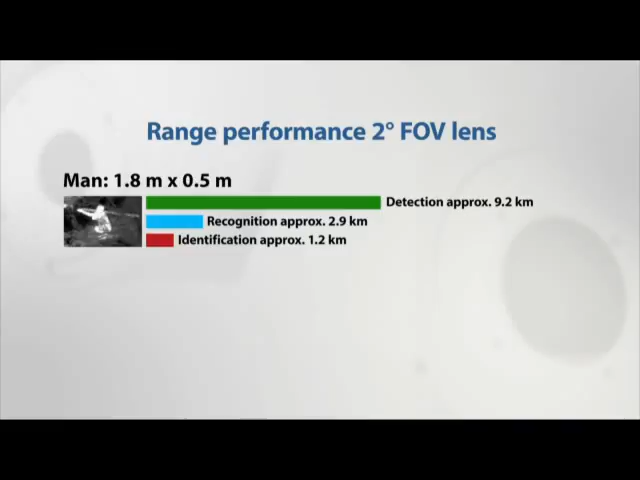 Range performance 2° FOV lens
Man: 1.8 m x 0.5 m
Detection approx. 9.2 km
Recognition approx. 2.9 km
Identification approx. 1.2 km